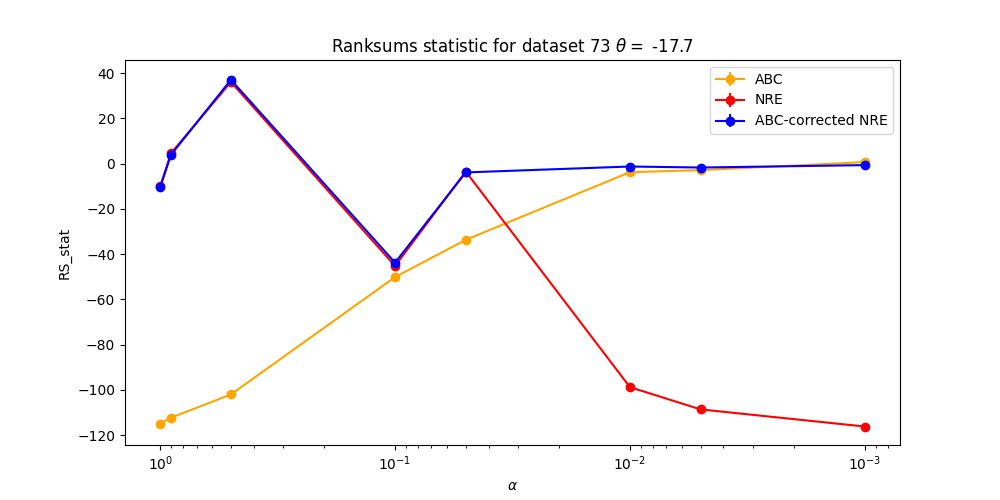 Ranksums statistic for dataset 73 θ = -17.7
RS_stat
40
20
0
−20
−40
−60
−80
−100
−120
10⁰
10⁻¹
10⁻²
10⁻³
α
ABC
NRE
ABC-corrected NRE